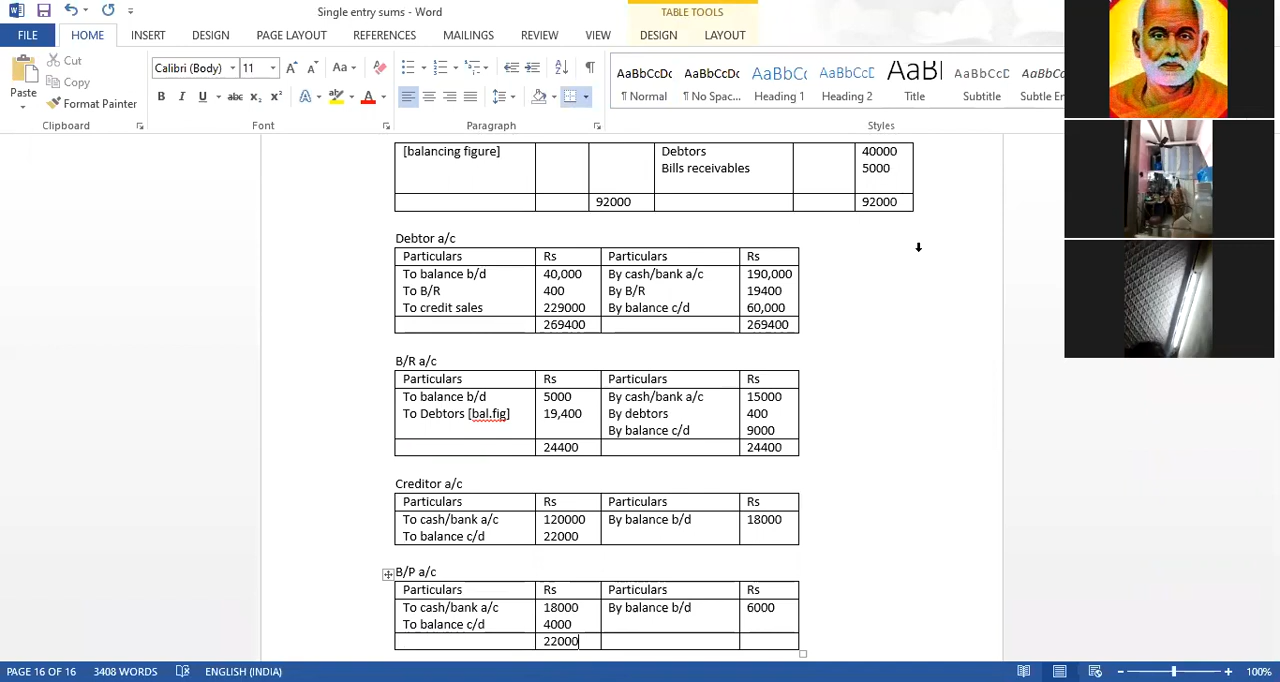 Single entry sums - Word
TABLE TOOLS
FILE HOME INSERT DESIGN PAGE LAYOUT REFERENCES MAILINGS REVIEW VIEW DESIGN LAYOUT
Cut
Copy
Format Painter
Paste
Clipboard
Calibri (Body) 11
Font
Paragraph
AaBbCcDc AaBbCcDc AaBbCc AaBbCcD AaB AaBbCcD AaBbCcD
¶ Normal ¶ No Spac... Heading 1 Heading 2 Title Subtitle Subtle Em
Styles
[balancing figure] Debtors 40000
Bills receivables 5000
92000 92000
Debtor a/c
Particulars Rs Particulars Rs
To balance b/d 40,000 By cash/bank a/c 190,000
To B/R 400 By B/R 19400
To credit sales 229000 By balance c/d 60,000
269400 269400
B/R a/c
Particulars Rs Particulars Rs
To balance b/d 5000 By cash/bank a/c 15000
To Debtors [bal.fig] 19,400 By debtors 400
By balance c/d 9000
24400 24400
Creditor a/c
Particulars Rs Particulars Rs
To cash/bank a/c 120000 By balance b/d 18000
To balance c/d 22000
B/P a/c
Particulars Rs Particulars Rs
To cash/bank a/c 18000 By balance b/d 6000
To balance c/d 4000
22000
PAGE 16 OF 16 3408 WORDS ENGLISH (INDIA) 100%